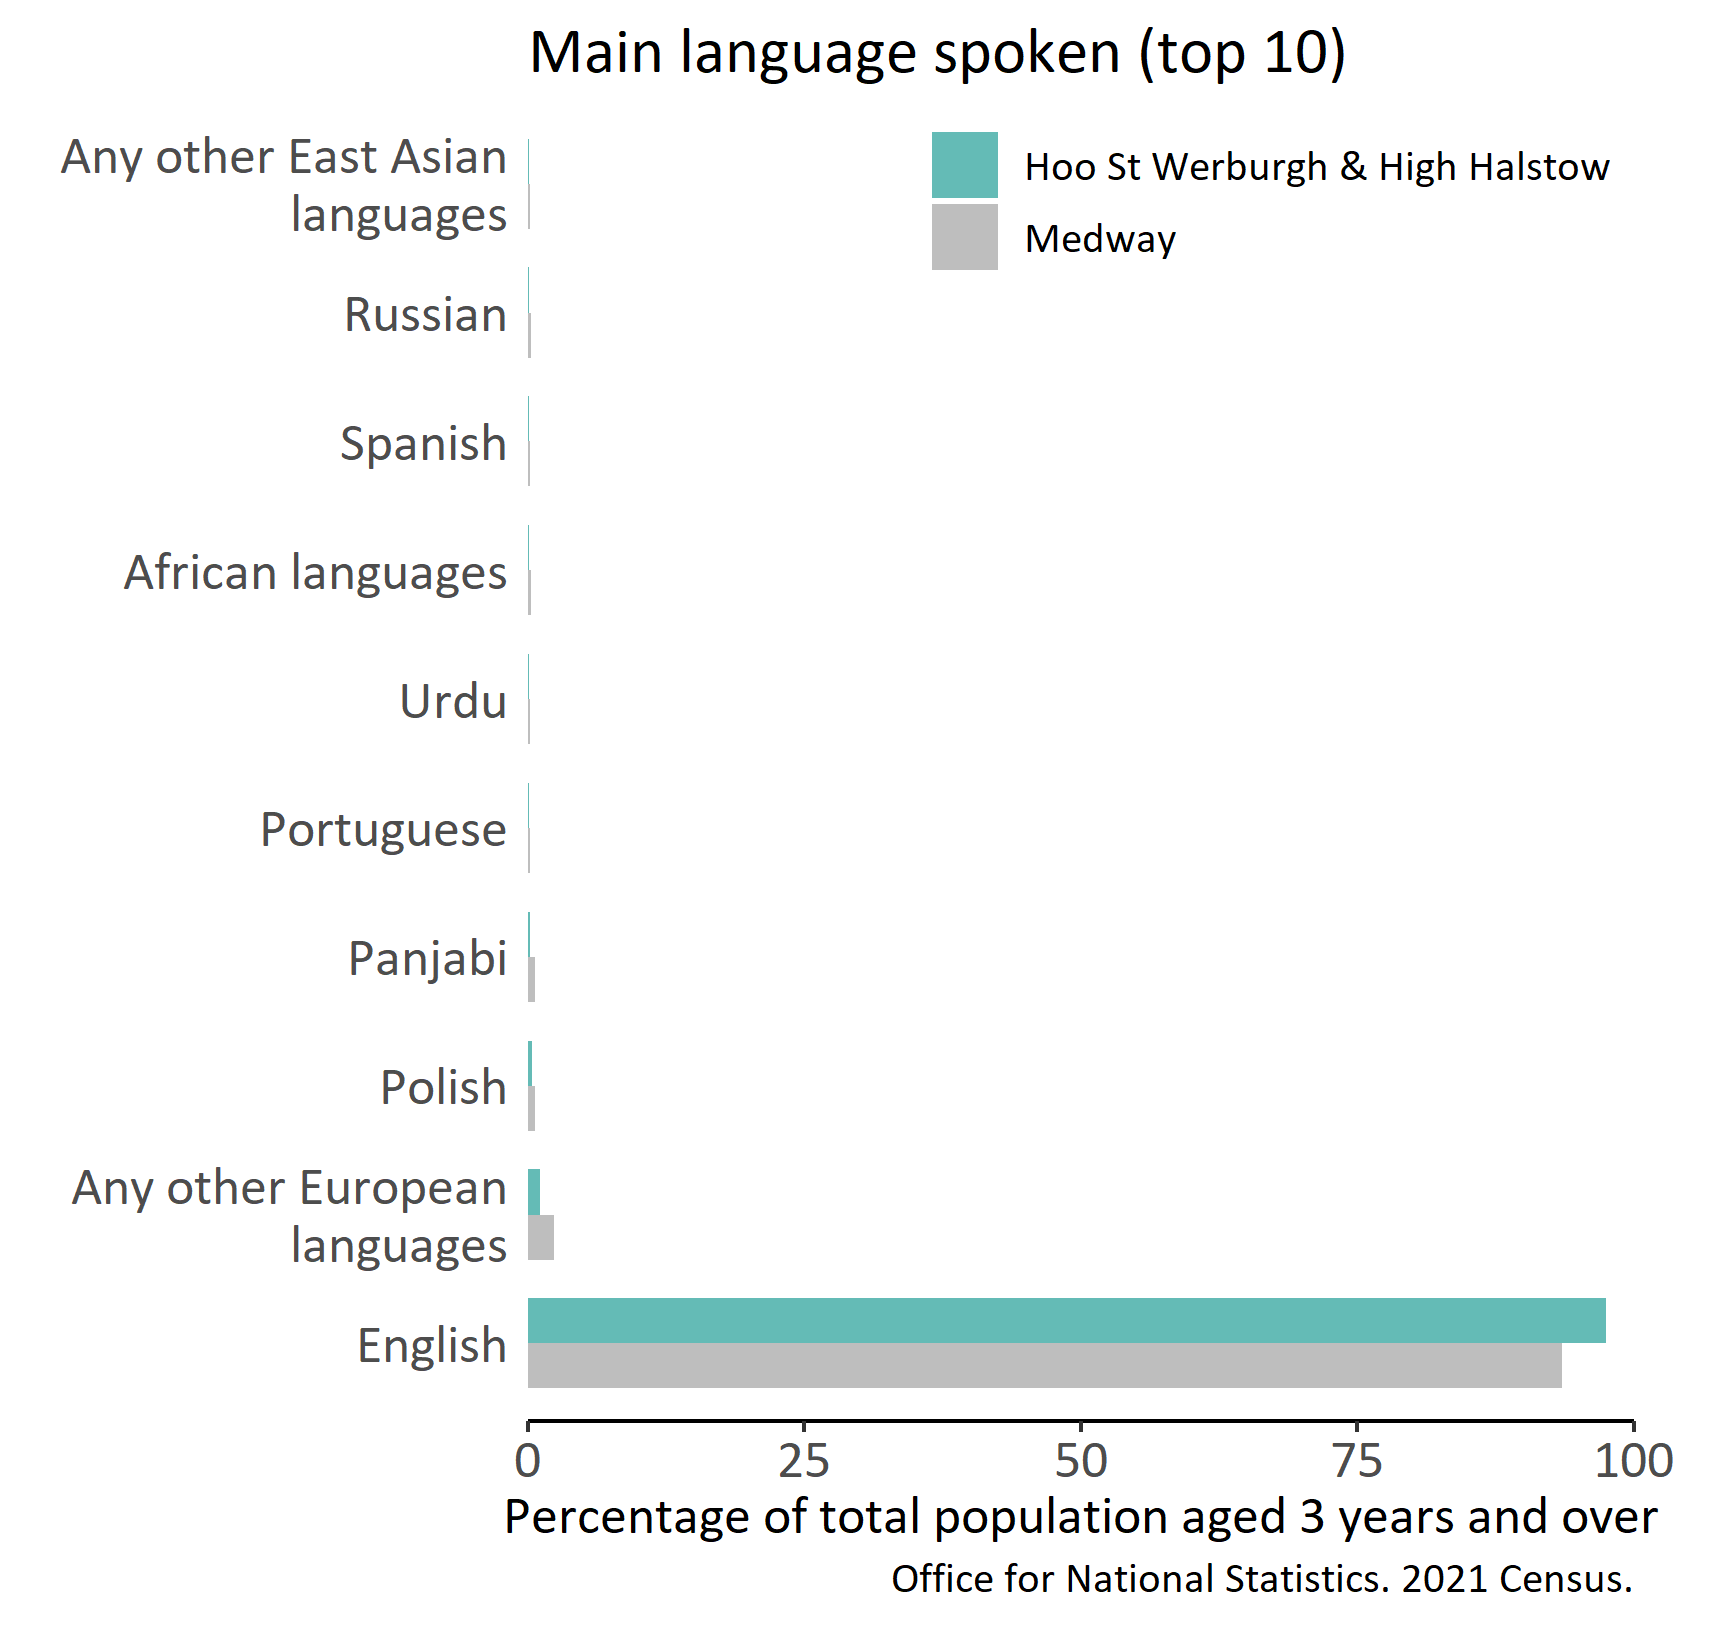 Main language spoken (top 10)
Hoo St Werburgh & High Halstow
Medway
Any other East Asian
languages
Russian
Spanish
African languages
Urdu
Portuguese
Panjabi
Polish
Any other European
languages
English
0 25 50 75 100
Percentage of total population aged 3 years and over
Office for National Statistics. 2021 Census.